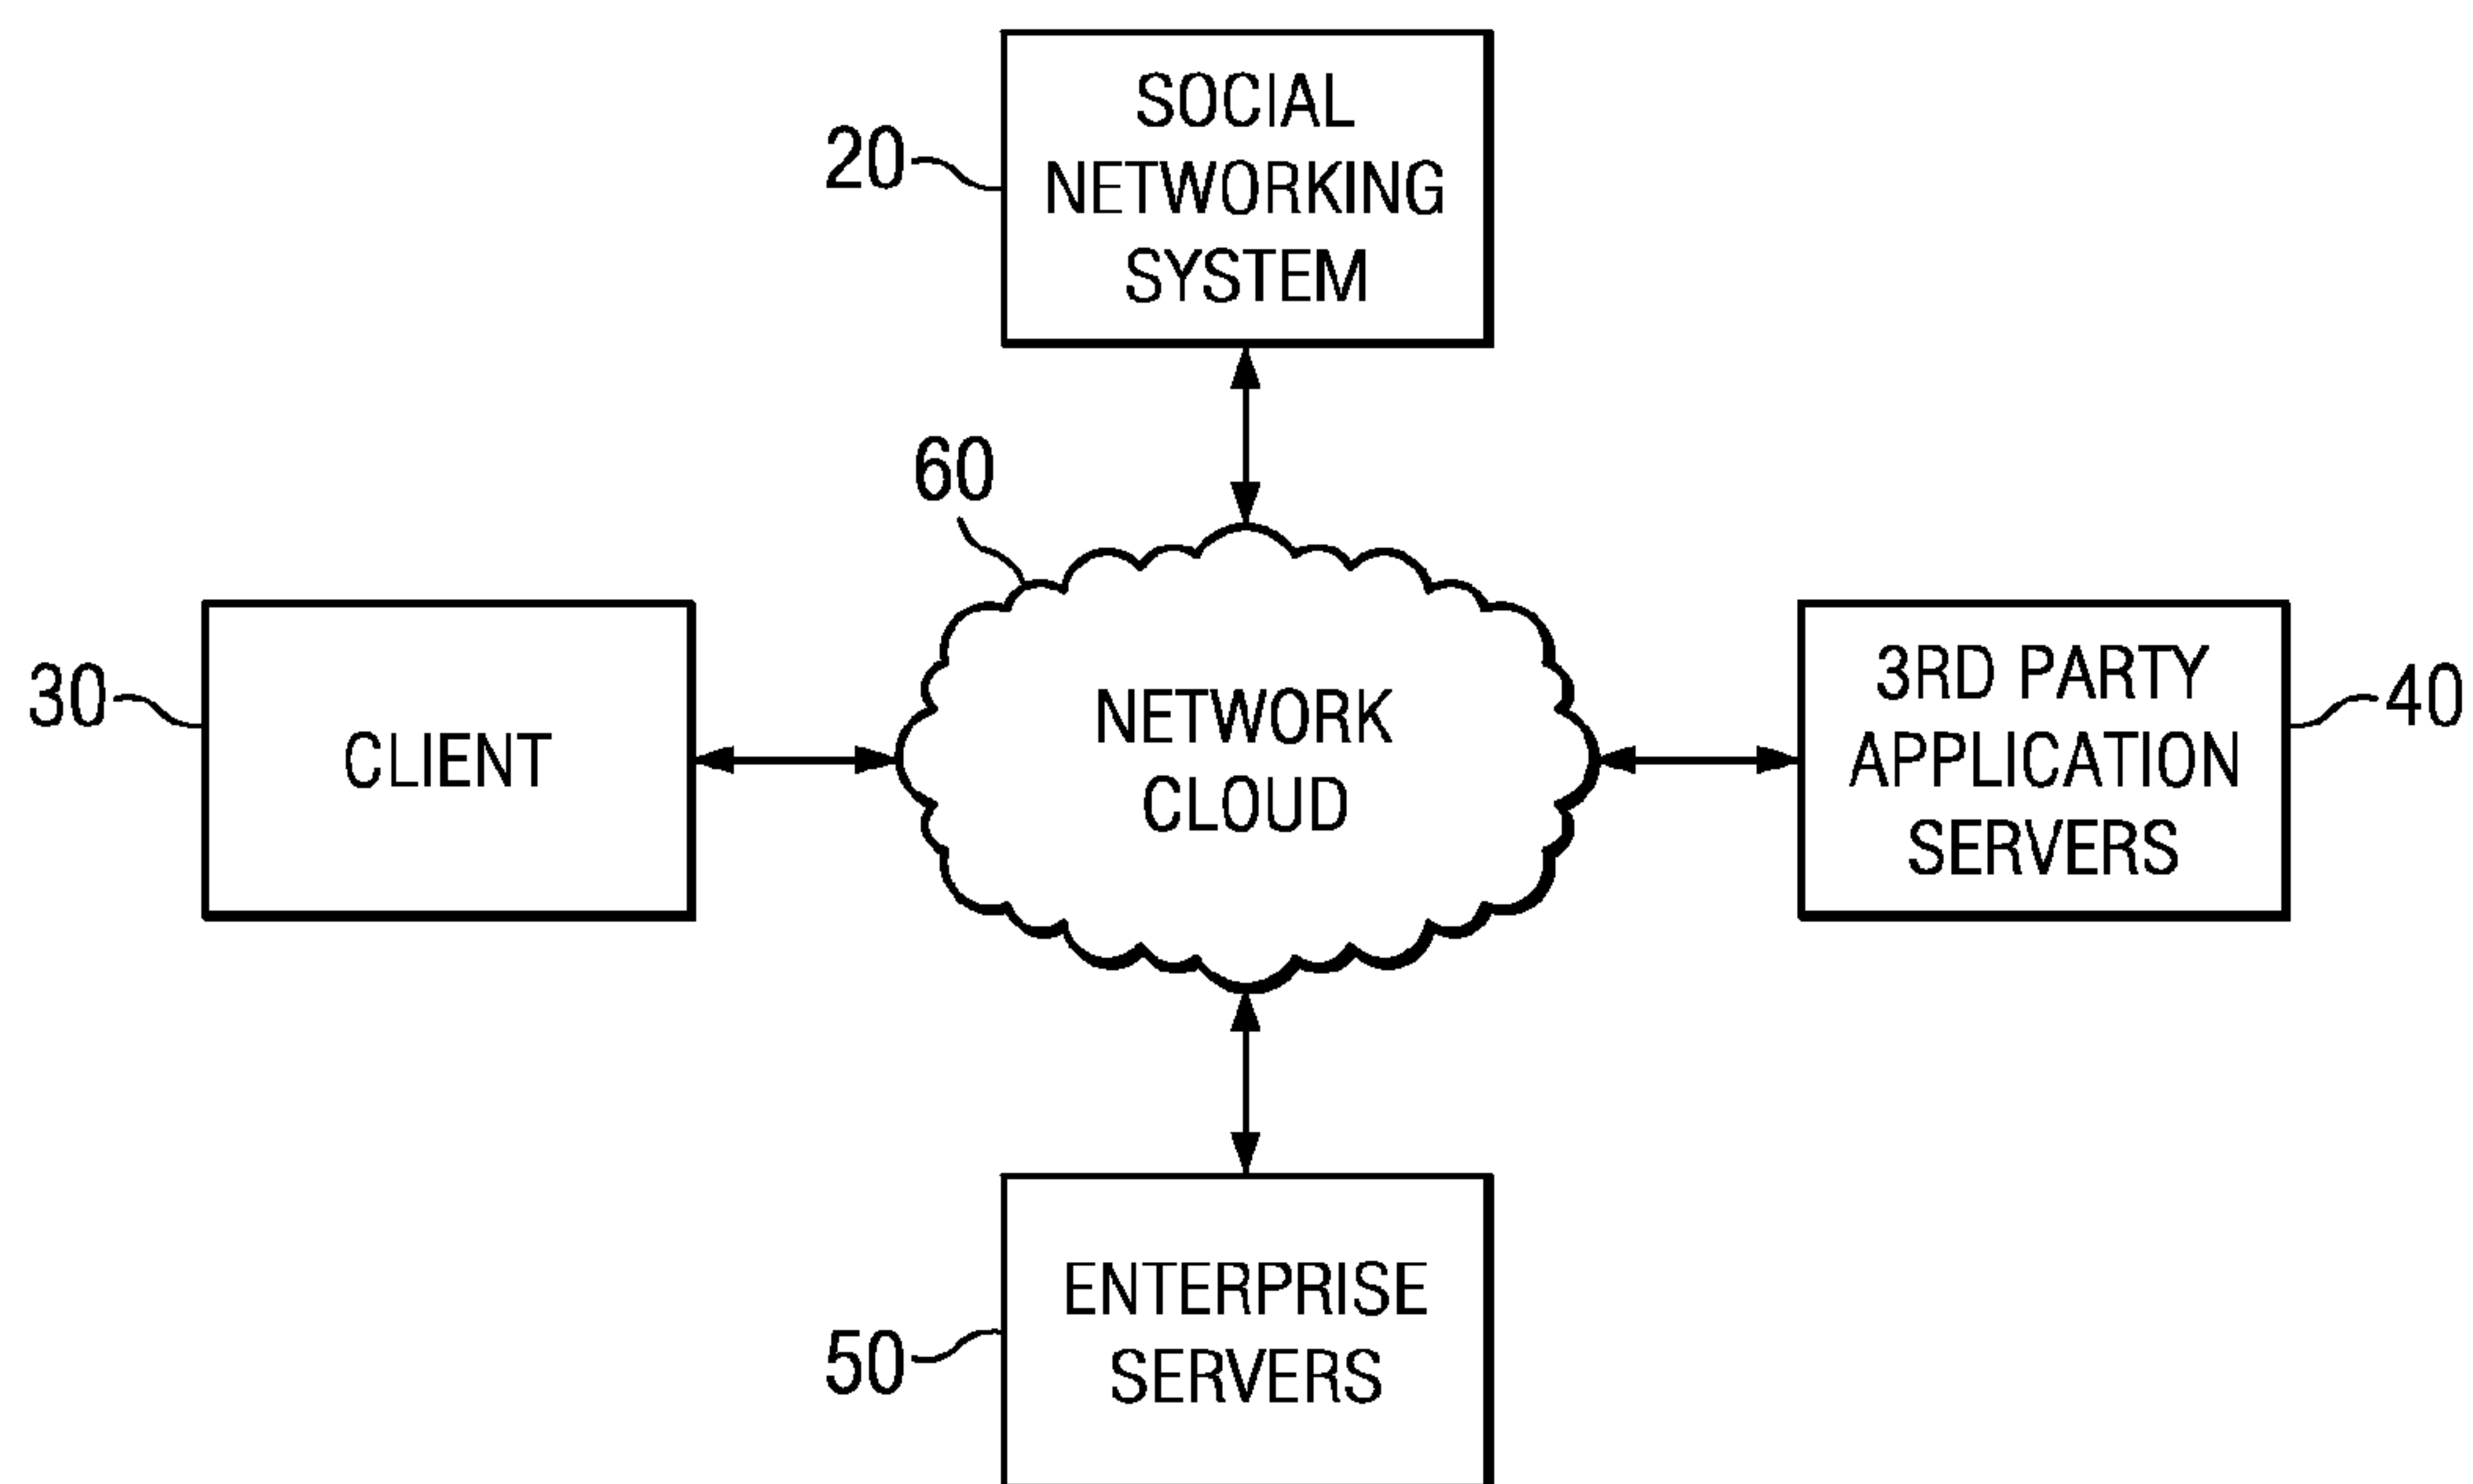 20
SOCIAL
NETWORKING
SYSTEM
60
30
CLIENT
NETWORK
CLOUD
3RD PARTY
APPLICATION
SERVERS
40
50
ENTERPRISE
SERVERS